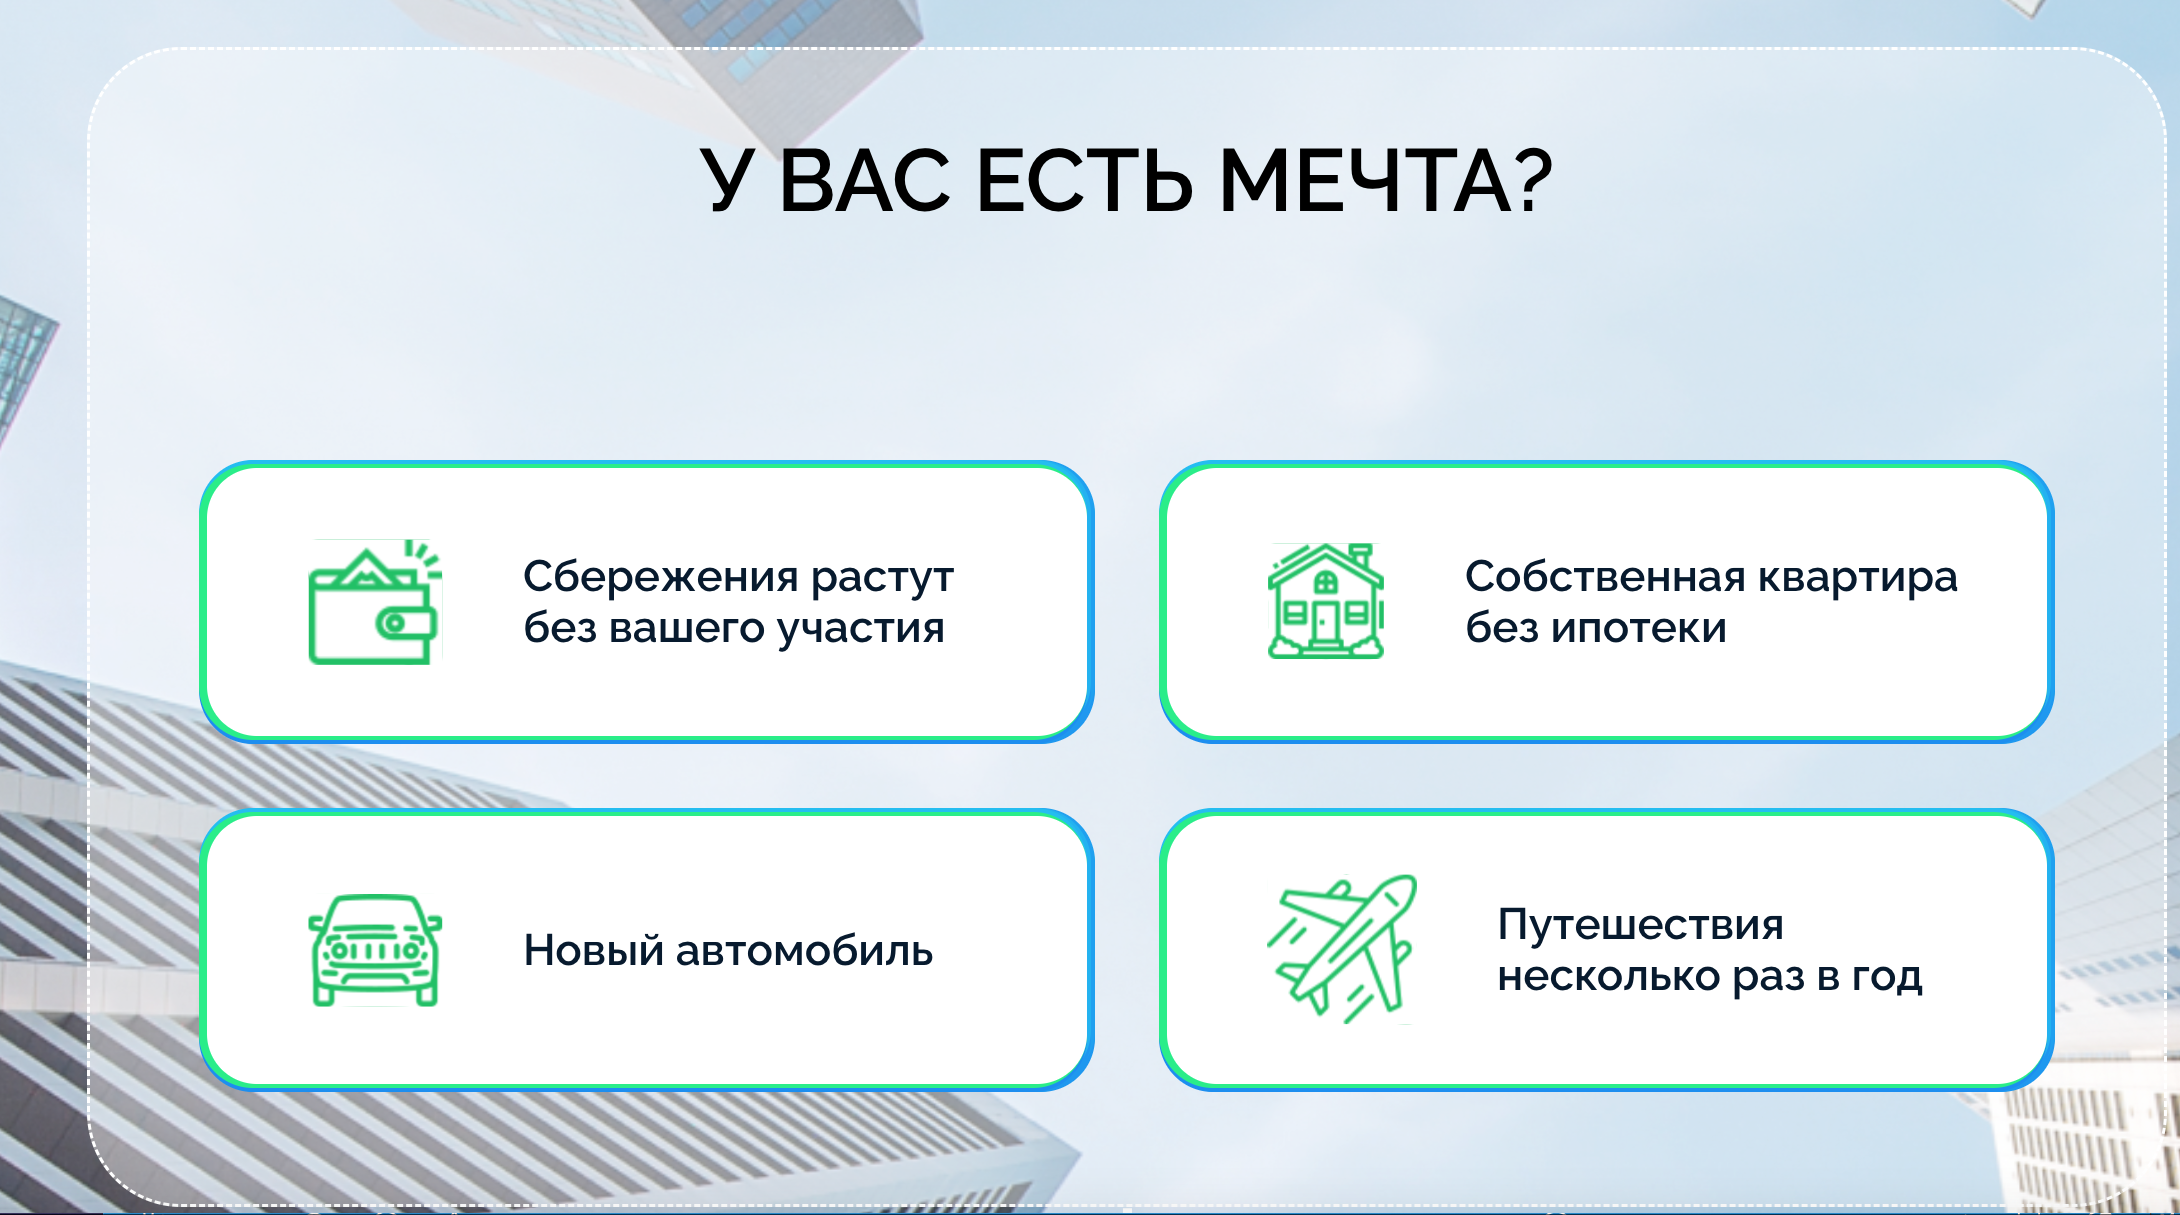 У ВАС ЕСТЬ МЕЧТА?
Сбережения растут
без вашего участия
Собственная квартира
без ипотеки
Новый автомобиль
Путешествия
несколько раз в год